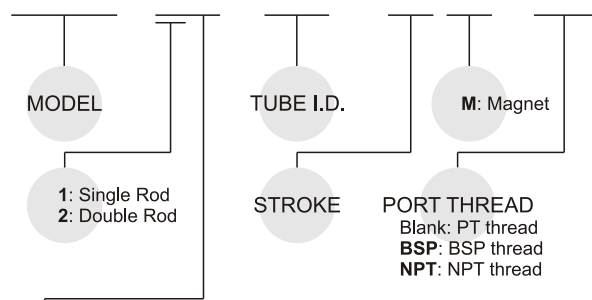 MODEL
TUBE I.D.
M: Magnet
1: Single Rod
2: Double Rod
STROKE
PORT THREAD
Blank: PT thread
BSP: BSP thread
NPT: NPT thread